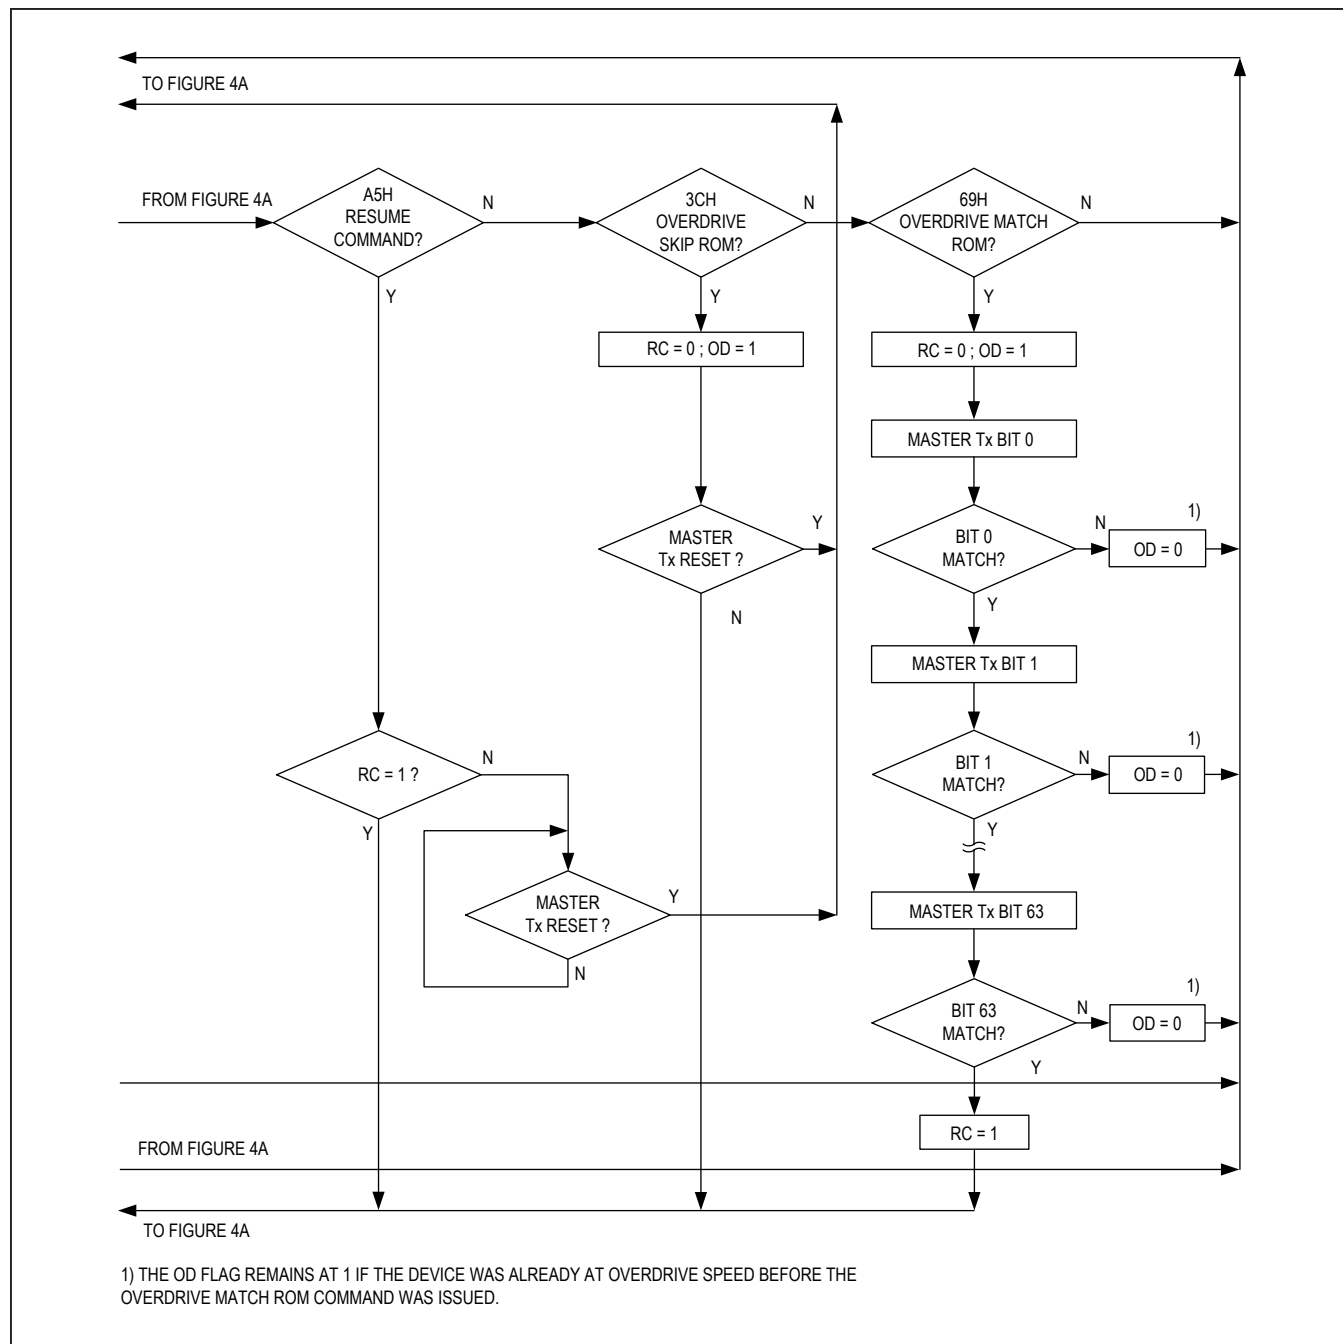 TO FIGURE 4A
FROM FIGURE 4A
A5H
RESUME
COMMAND?
N
Y
3CH
OVERDRIVE
SKIP ROM?
N
Y
69H
OVERDRIVE MATCH
ROM?
N
Y
RC = 0 ; OD = 1
RC = 0 ; OD = 1
MASTER Tx BIT 0
MASTER
Tx RESET ?
Y
N
BIT 0
MATCH?
N
1)
OD = 0
Y
MASTER Tx BIT 1
RC = 1 ?
N
Y
BIT 1
MATCH?
N
1)
OD = 0
Y
MASTER
Tx RESET ?
Y
N
MASTER Tx BIT 63
BIT 63
MATCH?
N
1)
OD = 0
Y
RC = 1
FROM FIGURE 4A
TO FIGURE 4A
1) THE OD FLAG REMAINS AT 1 IF THE DEVICE WAS ALREADY AT OVERDRIVE SPEED BEFORE THE
OVERDRIVE MATCH ROM COMMAND WAS ISSUED.